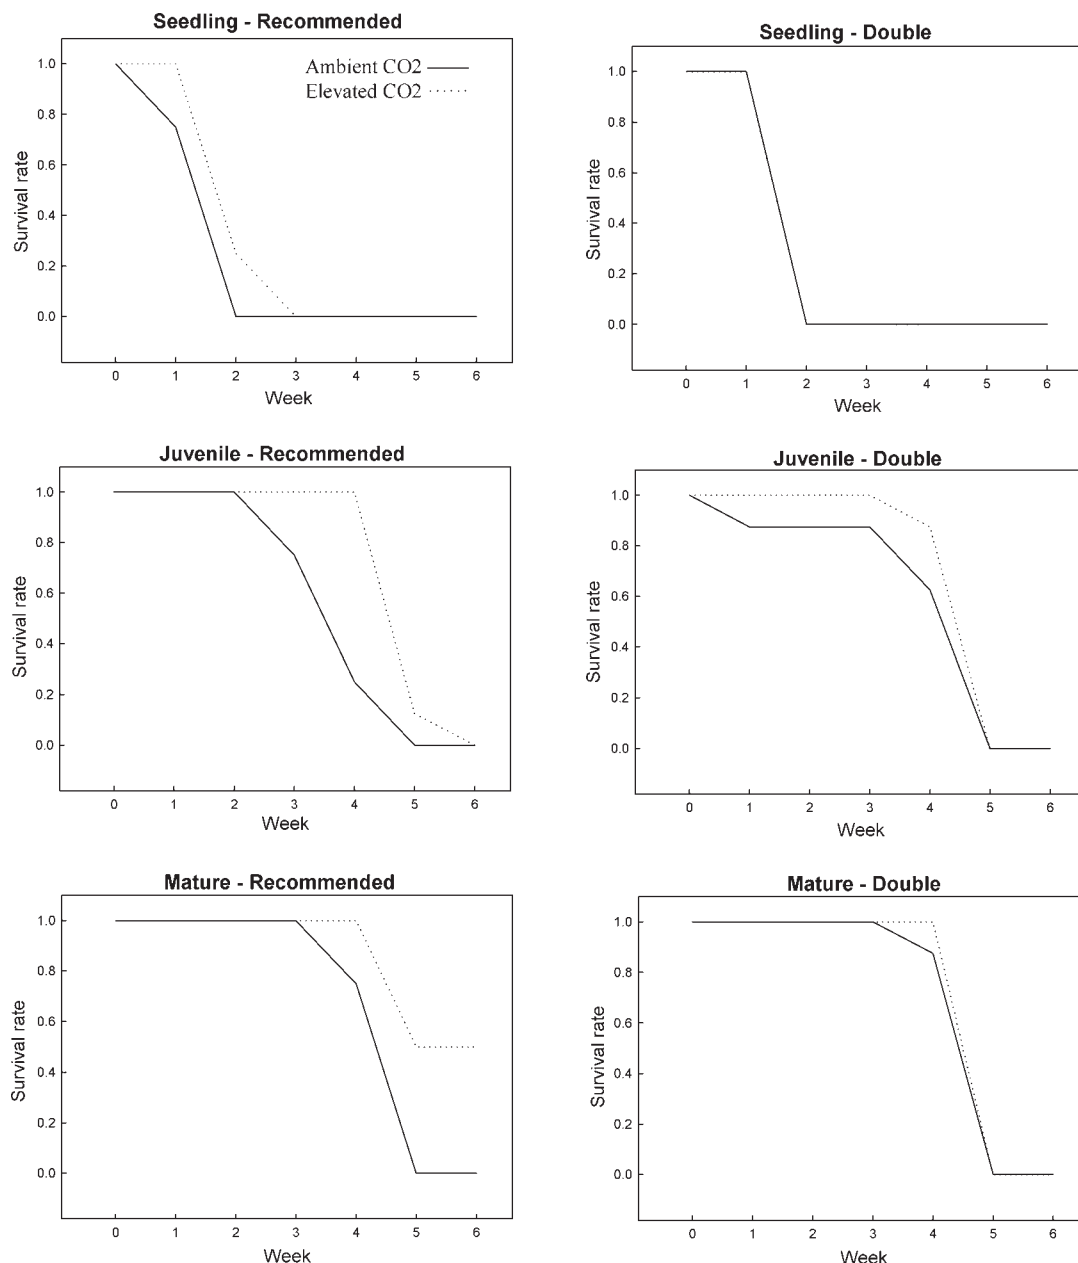 Seedling - Recommended
Ambient CO2
Elevated CO2
1.0
0.8
0.6
0.4
0.2
0.0
Survival rate
0 1 2 3 4 5 6
Week
Seedling - Double
1.0
0.8
0.6
0.4
0.2
0.0
Survival rate
0 1 2 3 4 5 6
Week
Juvenile - Recommended
1.0
0.8
0.6
0.4
0.2
0.0
Survival rate
0 1 2 3 4 5 6
Week
Juvenile - Double
1.0
0.8
0.6
0.4
0.2
0.0
Survival rate
0 1 2 3 4 5 6
Week
Mature - Recommended
1.0
0.8
0.6
0.4
0.2
0.0
Survival rate
0 1 2 3 4 5 6
Week
Mature - Double
1.0
0.8
0.6
0.4
0.2
0.0
Survival rate
0 1 2 3 4 5 6
Week